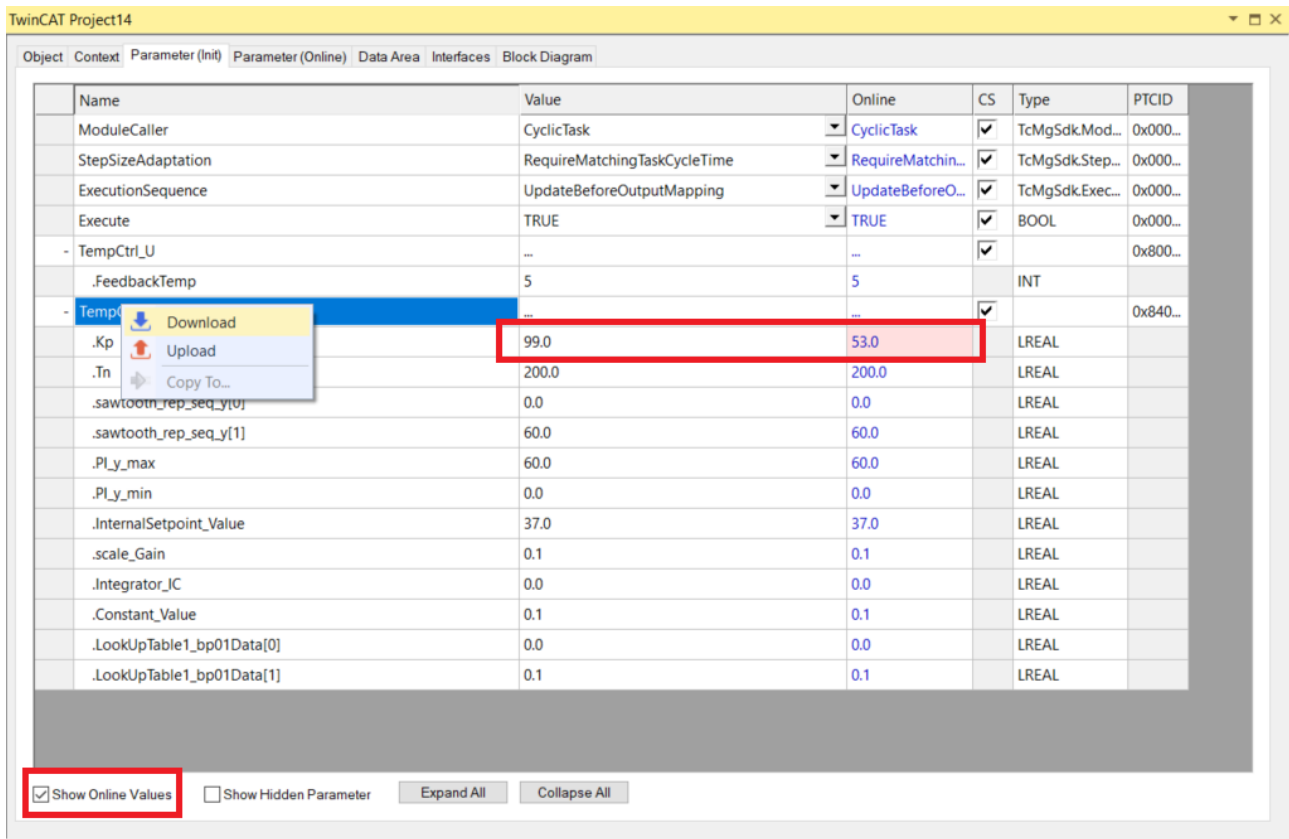 TwinCAT Project14
Object Context Parameter (Init) Parameter (Online) Data Area Interfaces Block Diagram
Name Value Online CS Type PTCID
ModuleCaller CyclicTask CyclicTask TcMgSdk.Mod... 0x000...
StepSizeAdaptation RequireMatchingTaskCycleTime RequireMatchin... TcMgSdk.Step... 0x000...
ExecutionSequence UpdateBeforeOutputMapping UpdateBeforeO... TcMgSdk.Exec... 0x000...
Execute TRUE TRUE BOOL 0x000...
- TempCtrl_U ... ... 0x800...
.FeedbackTemp 5 5 INT
- ... ... 0x840...
Download
.Kp 99.0 53.0 LREAL
Upload
.Tn 200.0 200.0 LREAL
Copy To...
.sawtooth_rep_seq_y[0] 0.0 0.0 LREAL
.sawtooth_rep_seq_y[1] 60.0 60.0 LREAL
.PI_y_max 60.0 60.0 LREAL
.PI_y_min 0.0 0.0 LREAL
.InternalSetpoint_Value 37.0 37.0 LREAL
.scale_Gain 0.1 0.1 LREAL
.Integrator_IC 0.0 0.0 LREAL
.Constant_Value 0.1 0.1 LREAL
.LookUpTable1_bp01Data[0] 0.0 0.0 LREAL
.LookUpTable1_bp01Data[1] 0.1 0.1 LREAL
Show Online Values Show Hidden Parameter Expand All Collapse All